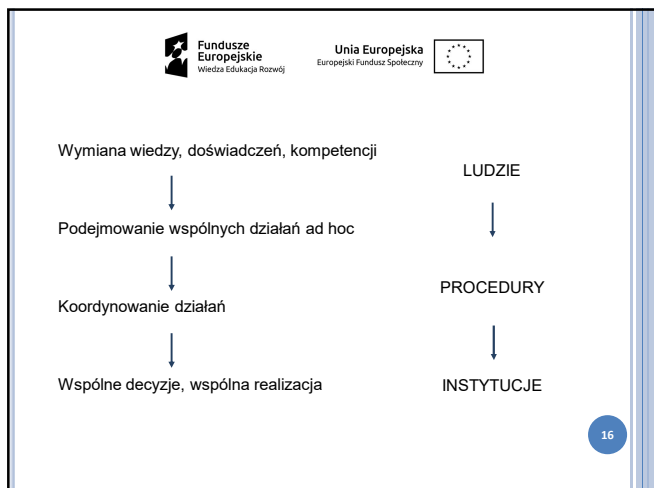 Fundusze
Europejskie
Wiedza Edukacja Rozwój
Unia Europejska
Europejski Fundusz Społeczny
Wymiana wiedzy, doświadczeń, kompetencji
Podejmowanie wspólnych działań ad hoc
Koordynowanie działań
Wspólne decyzje, wspólna realizacja
LUDZIE
PROCEDURY
INSTYTUCJE
16